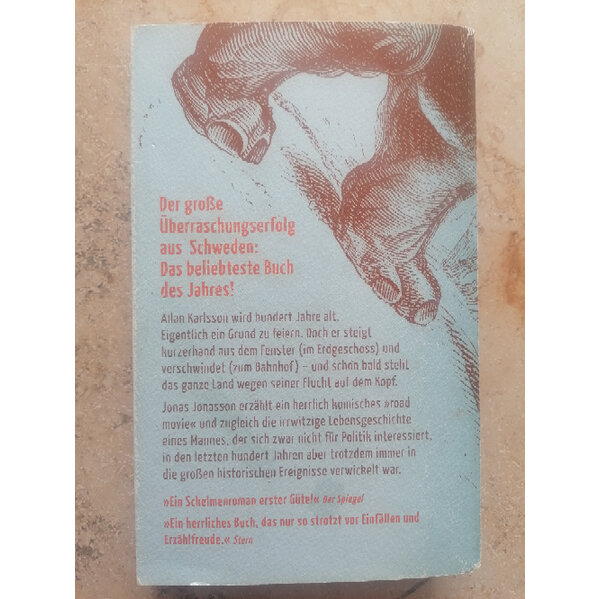 Der große
Überraschungserfolg
aus Schweden:
Das beliebteste Buch
des Jahres!
Allan Karlsson wird hundert Jahre alt.
Eigentlich ein Grund zu feiern. Doch er steigt
kurzerhand aus dem Fenster (im Erdgeschoss) und
verschwindet (zum Bahnhof) – und schon bald steht
das ganze Land wegen seiner Flucht auf dem Kopf.
Jonas Jonasson erzählt ein herrlich komisches »road
movie« und zugleich die irrwitzige Lebensgeschichte
eines Mannes, der sich zwar nicht für Politik interessiert,
in den letzten hundert Jahren aber trotzdem immer in
die großen historischen Ereignisse verwickelt war.
»Ein Schelmenroman erster Güte!« Der Spiegel
»Ein herrliches Buch, das nur so strotzt vor Einfällen und
Erzählfreude.« Stern